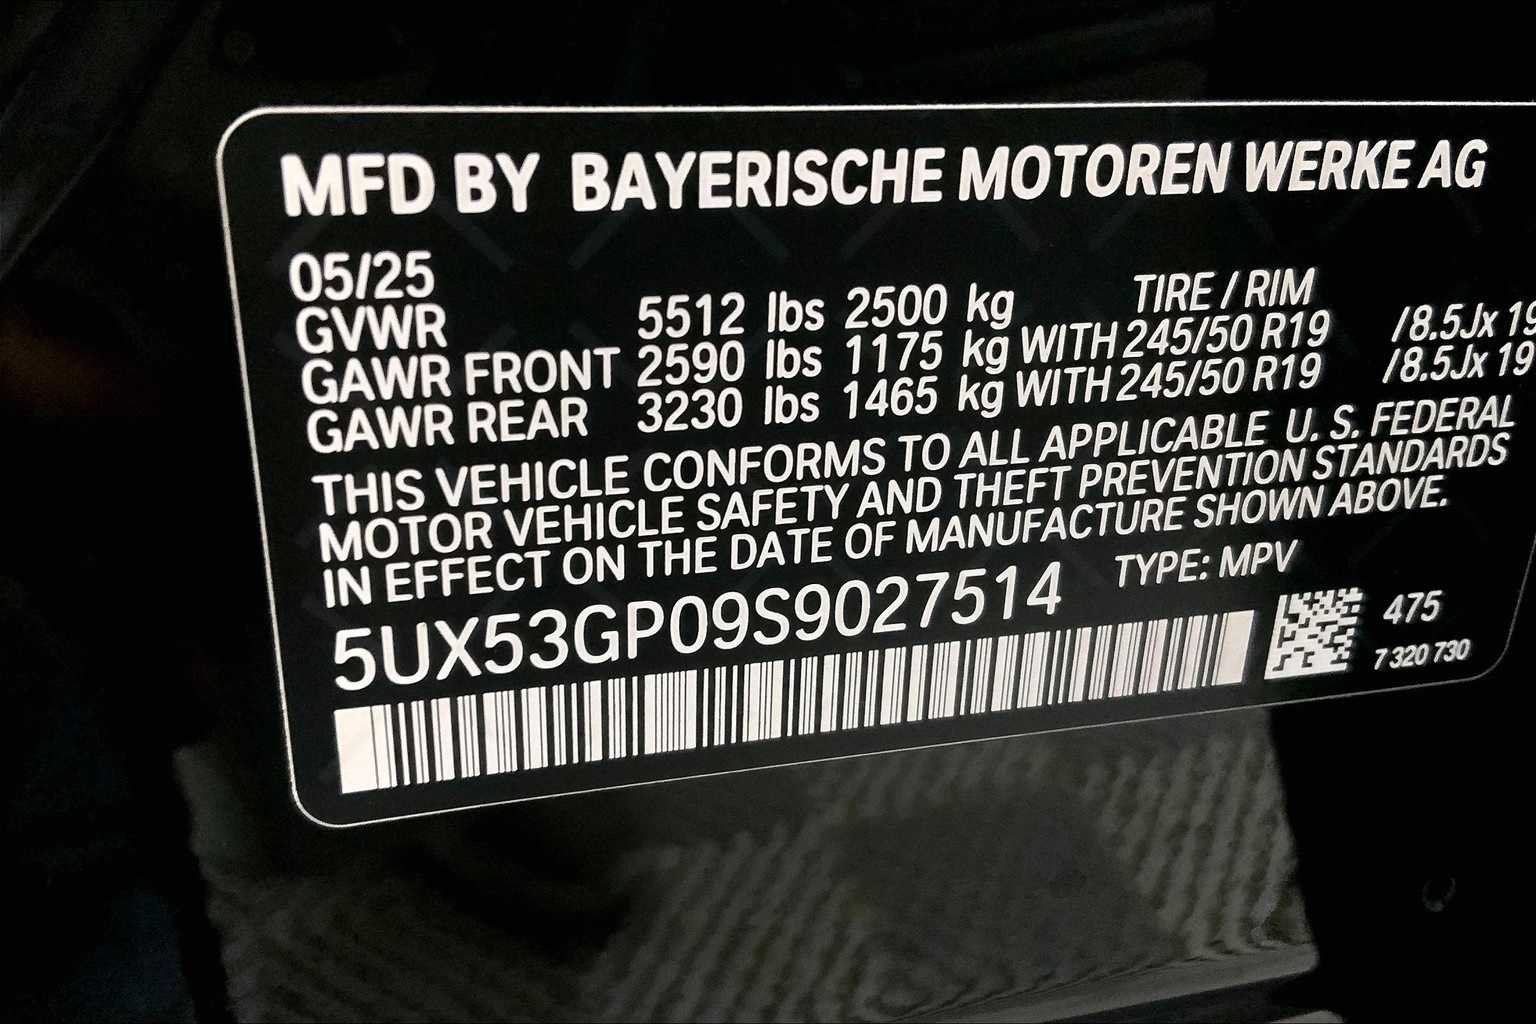 MFD BY BAYERISCHE MOTOREN WERKE AG
05/25
TIRE / RIM
GVWR 5512 lbs 2500 kg
GAWR FRONT 2590 lbs 1175 kg WITH 245/50 R19 /8.5Jx 19
GAWR REAR 3230 lbs 1465 kg WITH 245/50 R19 /8.5Jx 19
THIS VEHICLE CONFORMS TO ALL APPLICABLE U. S. FEDERAL
MOTOR VEHICLE SAFETY AND THEFT PREVENTION STANDARDS
IN EFFECT ON THE DATE OF MANUFACTURE SHOWN ABOVE.
TYPE: MPV
5UX53GP09S9027514
475
7 320 730